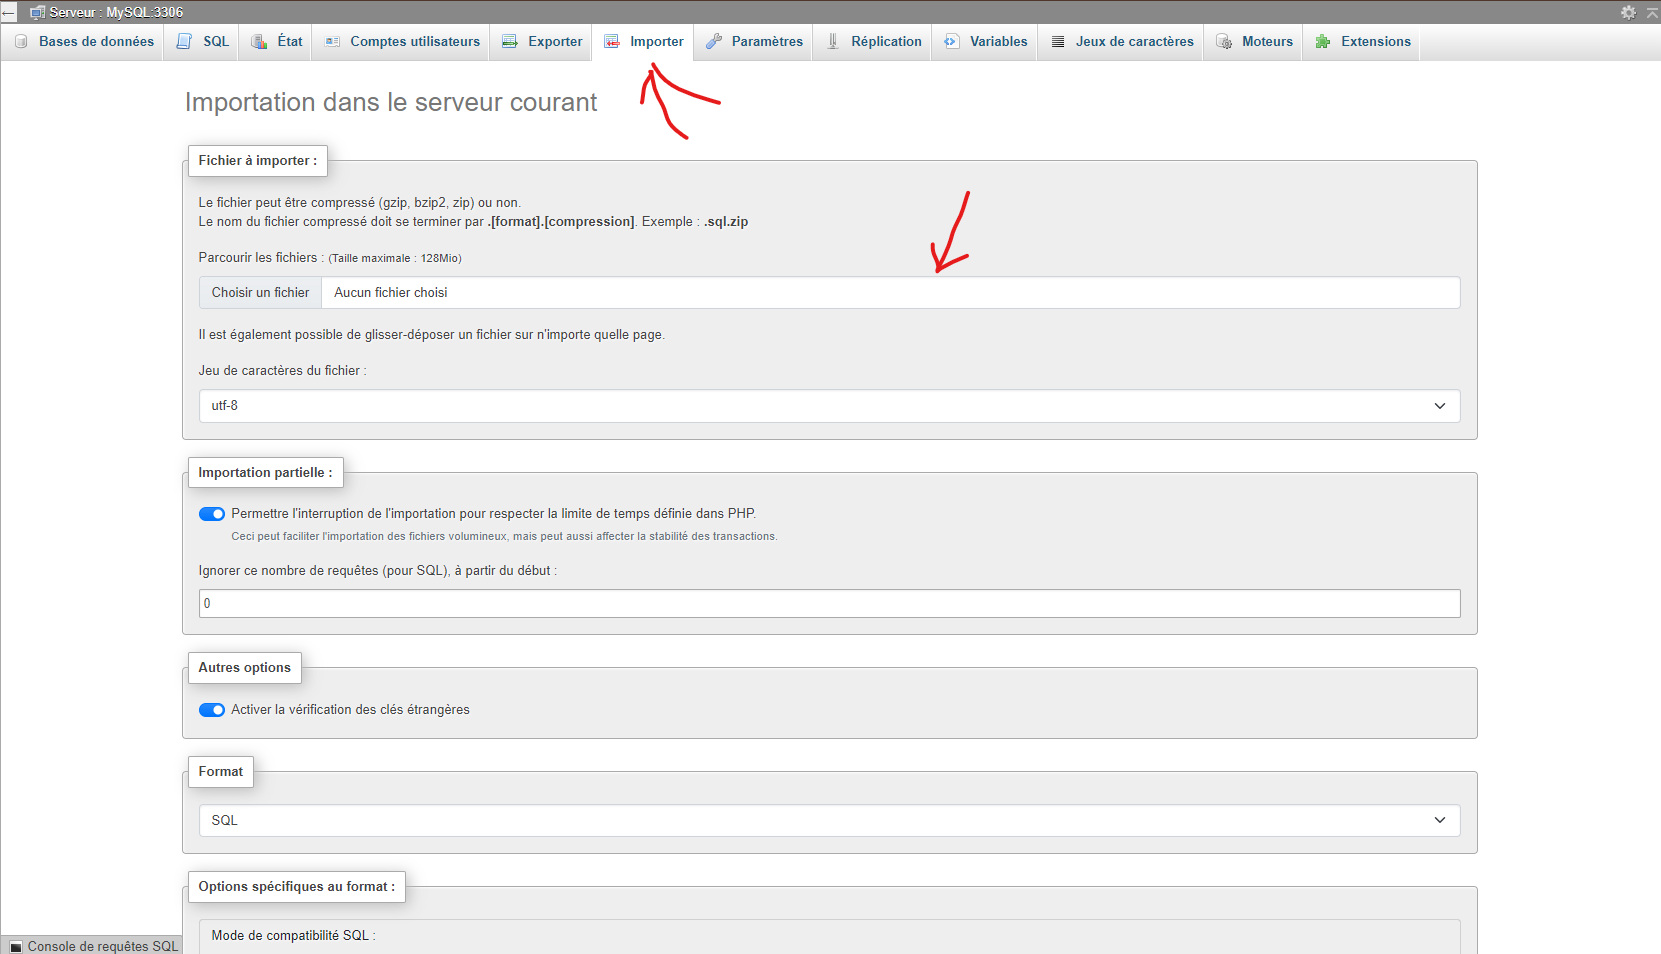 Serveur : MySQL:3306
Bases de données SQL État Comptes utilisateurs Exporter Importer Paramètres Réplication Variables Jeux de caractères Moteurs Extensions
Importation dans le serveur courant
Fichier à importer :
Le fichier peut être compressé (gzip, bzip2, zip) ou non.
Le nom du fichier compressé doit se terminer par .[format].[compression]. Exemple : .sql.zip
Parcourir les fichiers : (Taille maximale : 128Mio)
Choisir un fichier Aucun fichier choisi
Il est également possible de glisser-déposer un fichier sur n'importe quelle page.
Jeu de caractères du fichier :
utf-8
Importation partielle :
Permettre l'interruption de l'importation pour respecter la limite de temps définie dans PHP.
Ceci peut faciliter l'importation des fichiers volumineux, mais peut aussi affecter la stabilité des transactions.
Ignorer ce nombre de requêtes (pour SQL), à partir du début :
0
Autres options
Activer la vérification des clés étrangères
Format
SQL
Options spécifiques au format :
Mode de compatibilité SQL :
Console de requêtes SQL